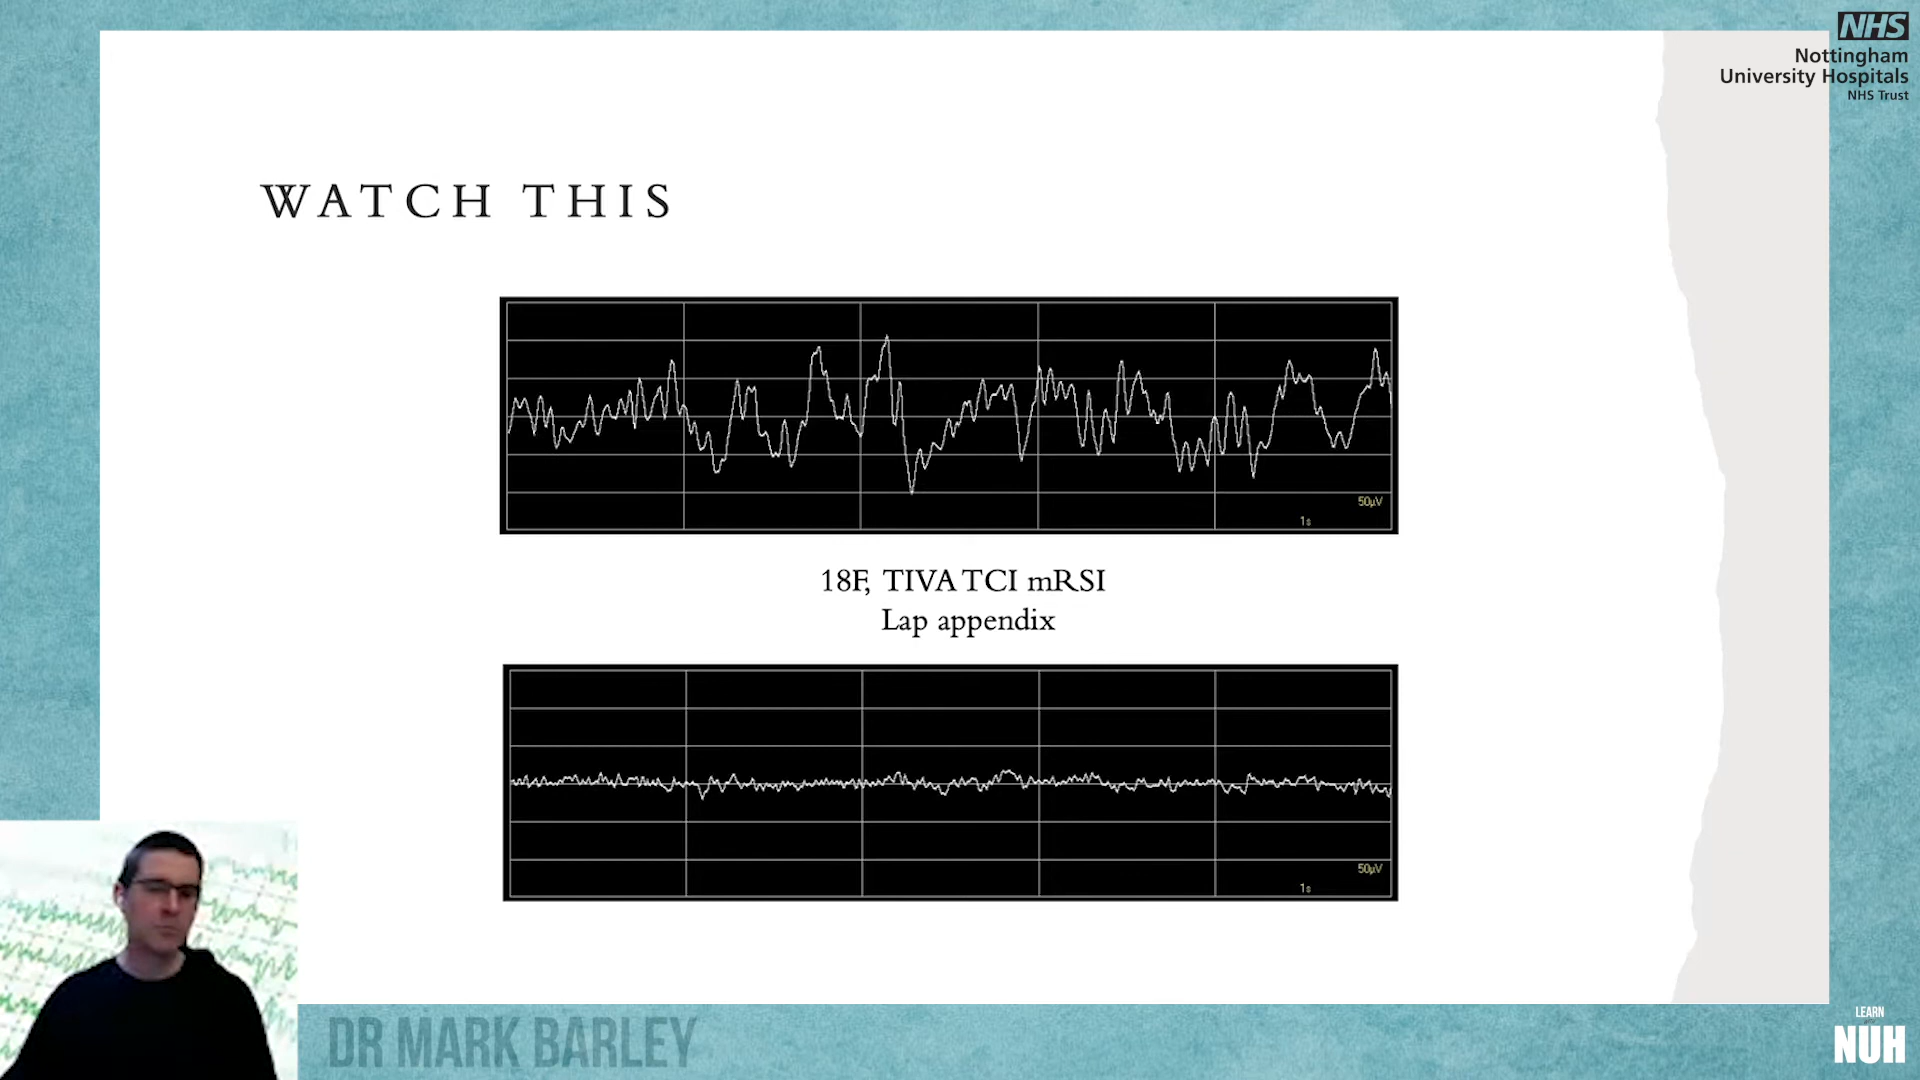 NHS
Nottingham
University Hospitals
NHS Trust
WATCH THIS
50µV
1s
18F, TIVA TCI mRSI
Lap appendix
50µV
1s
DR MARK BARLEY
LEARN
NUH